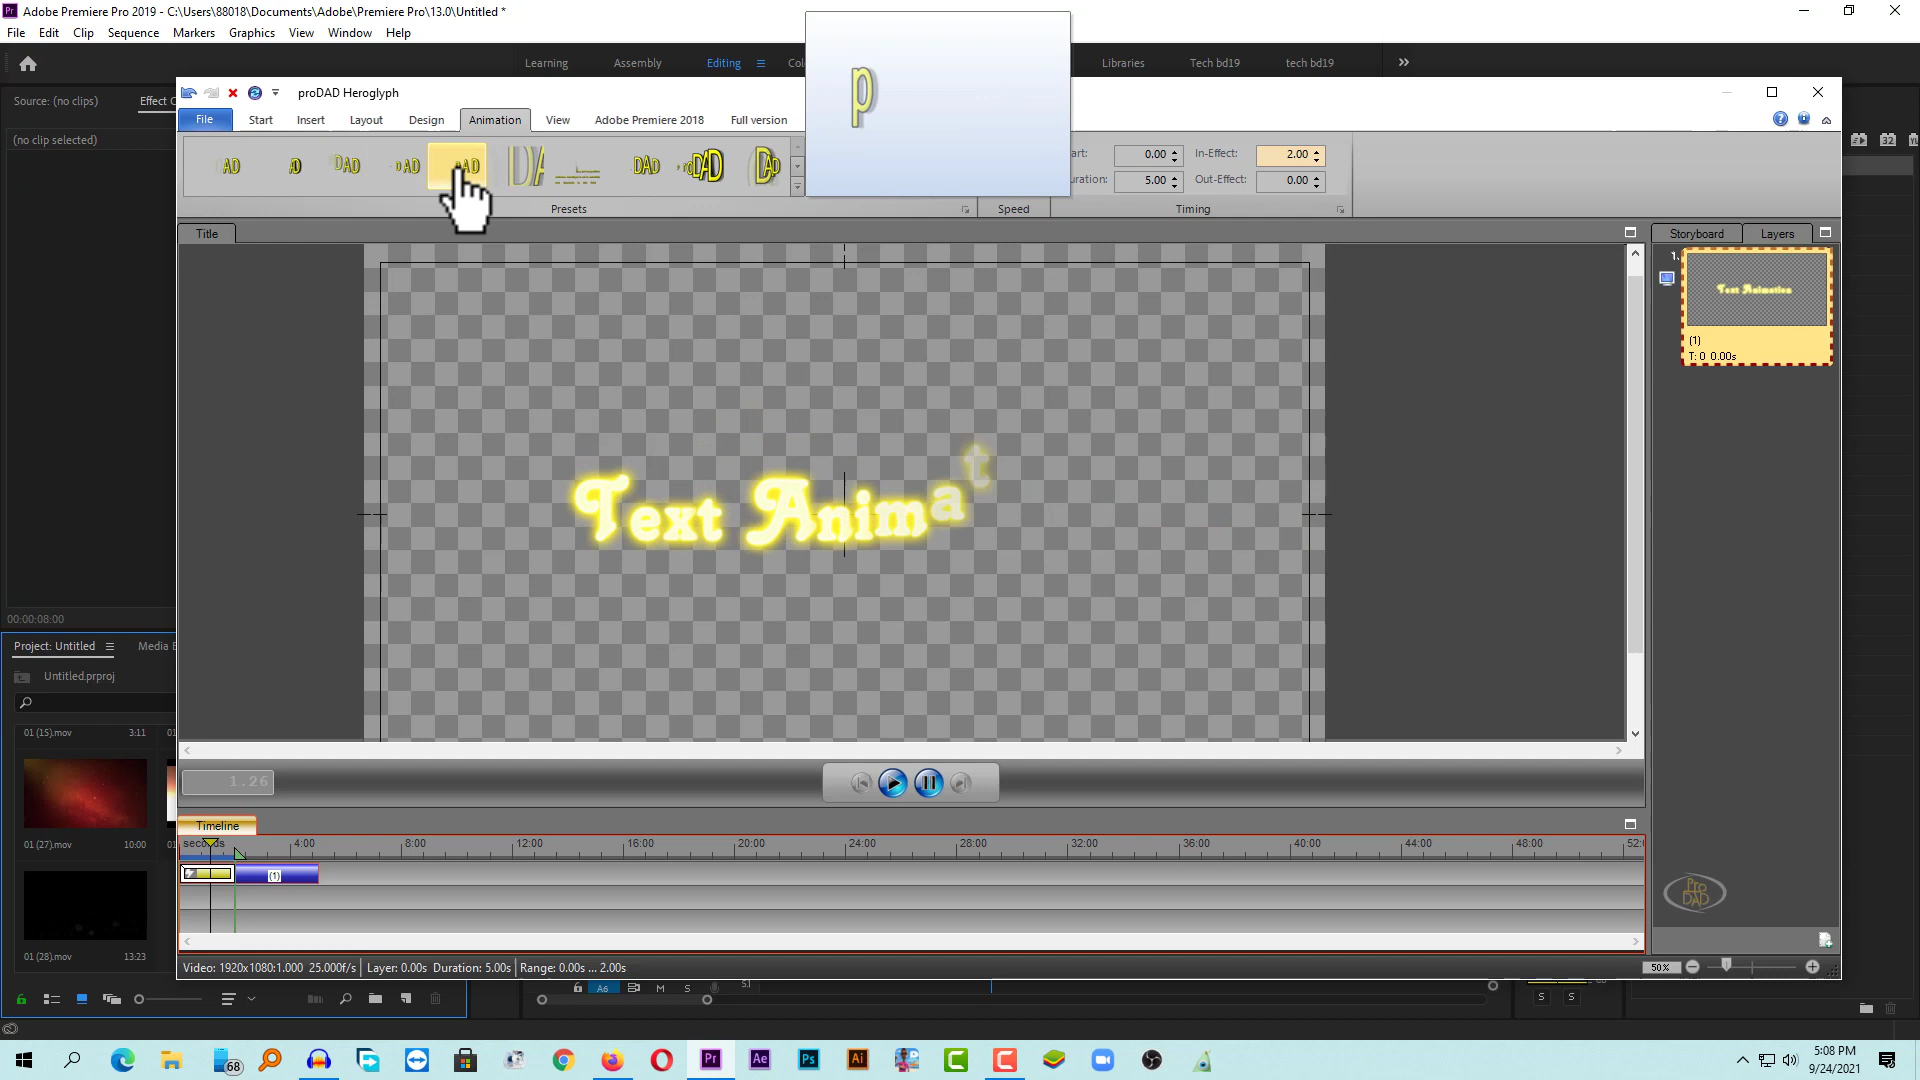 Adobe Premiere Pro 2019 - C:\Users\88018\Documents\Adobe\Premiere Pro\13.0\Untitled *
File Edit Clip Sequence Markers Graphics View Window Help
Learning Assembly Editing Libraries Tech bd19 tech bd19
Source: (no clips)
(no clip selected)
proDAD Heroglyph
File Start Insert Layout Design Animation View Adobe Premiere 2018 Full version
p
0.00 In-Effect: 2.00
5.00 Out-Effect: 0.00
Presets Speed Timing
Title
Storyboard Layers
1.
Text Animation
(1)
T: 0 0.00s
Text Animat
00:00:08:00
Project: Untitled
Untitled.prproj
01 (15).mov 3:11
01 (27).mov 10:00
01 (28).mov 13:23
1.26
Timeline
seconds 4:00 8:00 12:00 16:00 20:00 24:00 28:00 32:00 36:00 40:00 44:00 48:00
(1)
proDAD
Video: 1920x1080:1.000 25.000f/s Layer: 0.00s Duration: 5.00s Range: 0.00s ... 2.00s
50%
A6 M S
S S
68
Pr Ae Ps Ai
5:08 PM
9/24/2021